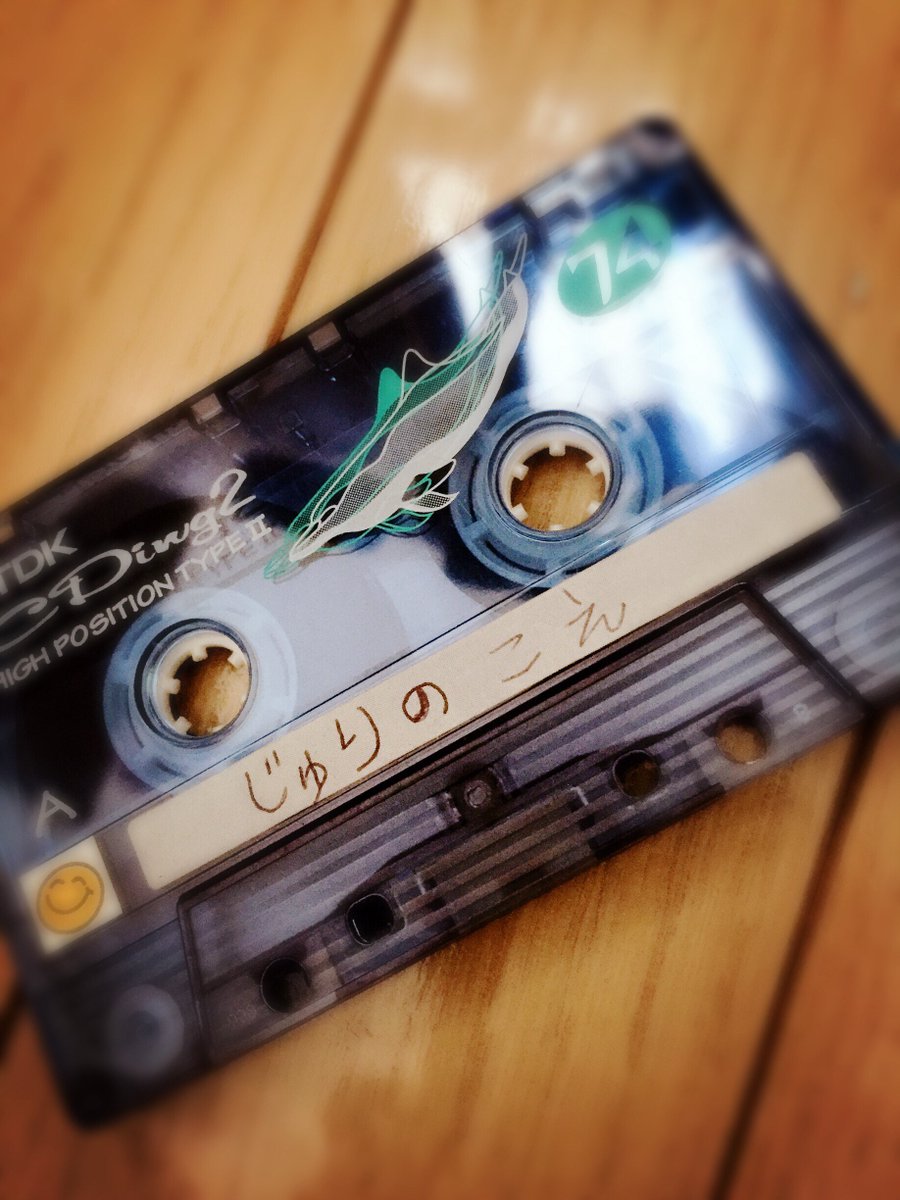 74
TDK
CDing2
HIGH POSITION TYPE II
A
じゅりの こえ